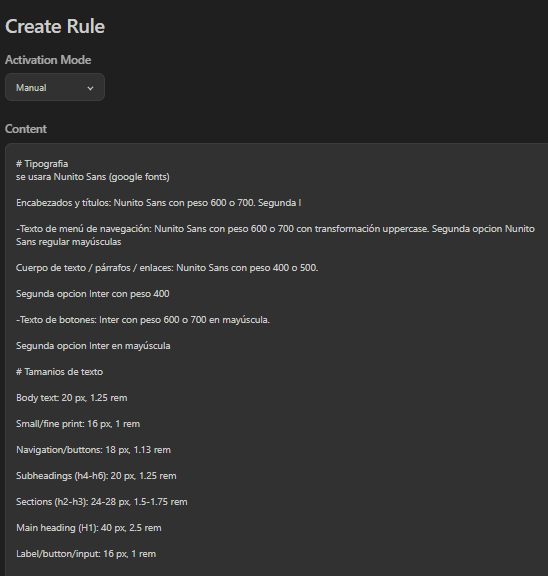 Create Rule
Activation Mode
Manual
Content
# Tipografia
se usara Nunito Sans (google fonts)
Encabezados y títulos: Nunito Sans con peso 600 o 700. Segunda l
-Texto de menú de navegación: Nunito Sans con peso 600 o 700 con transformación uppercase. Segunda opcion Nunito
Sans regular mayúsculas
Cuerpo de texto / párrafos / enlaces: Nunito Sans con peso 400 o 500.
Segunda opcion Inter con peso 400
-Texto de botones: Inter con peso 600 o 700 en mayúscula.
Segunda opcion Inter en mayúscula
# Tamanios de texto
Body text: 20 px, 1.25 rem
Small/fine print: 16 px, 1 rem
Navigation/buttons: 18 px, 1.13 rem
Subheadings (h4-h6): 20 px, 1.25 rem
Sections (h2-h3): 24-28 px, 1.5-1.75 rem
Main heading (H1): 40 px, 2.5 rem
Label/button/input: 16 px, 1 rem